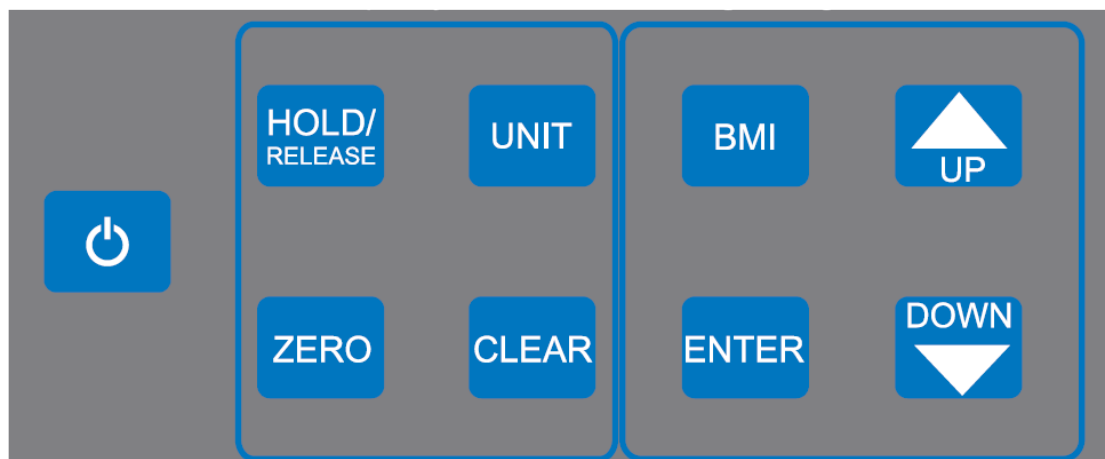 HOLD/
RELEASE
UNIT
BMI
UP
ZERO
CLEAR
ENTER
DOWN